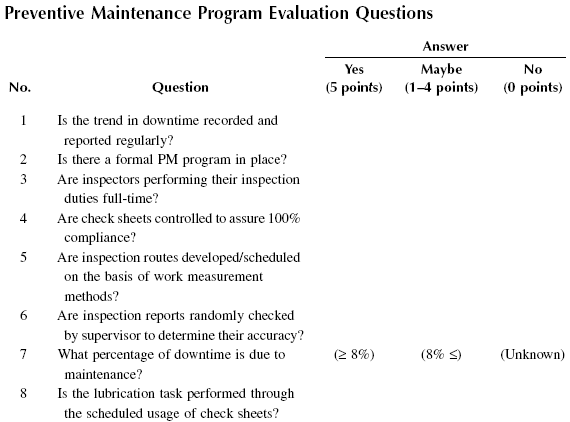 Preventive Maintenance Program Evaluation Questions
Answer
Yes Maybe No
No. Question (5 points) (1–4 points) (0 points)
1 Is the trend in downtime recorded and
reported regularly?
2 Is there a formal PM program in place?
3 Are inspectors performing their inspection
duties full-time?
4 Are check sheets controlled to assure 100%
compliance?
5 Are inspection routes developed/scheduled
on the basis of work measurement
methods?
6 Are inspection reports randomly checked
by supervisor to determine their accuracy?
7 What percentage of downtime is due to (≥ 8%) (8% ≤) (Unknown)
maintenance?
8 Is the lubrication task performed through
the scheduled usage of check sheets?